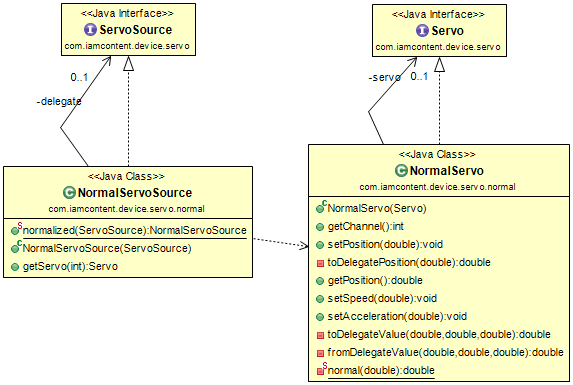 <<Java Interface>>
ServoSource
com.iamcontent.device.servo
<<Java Interface>>
Servo
com.iamcontent.device.servo
0..1
-delegate
-servo
0..1
<<Java Class>>
NormalServoSource
com.iamcontent.device.servo.normal
normalized(ServoSource):NormalServoSource
NormalServoSource(ServoSource)
getServo(int):Servo
<<Java Class>>
NormalServo
com.iamcontent.device.servo.normal
NormalServo(Servo)
getChannel():int
setPosition(double):void
toDelegatePosition(double):double
getPosition():double
setSpeed(double):void
setAcceleration(double):void
toDelegateValue(double,double,double):double
fromDelegateValue(double,double,double):double
normal(double):double